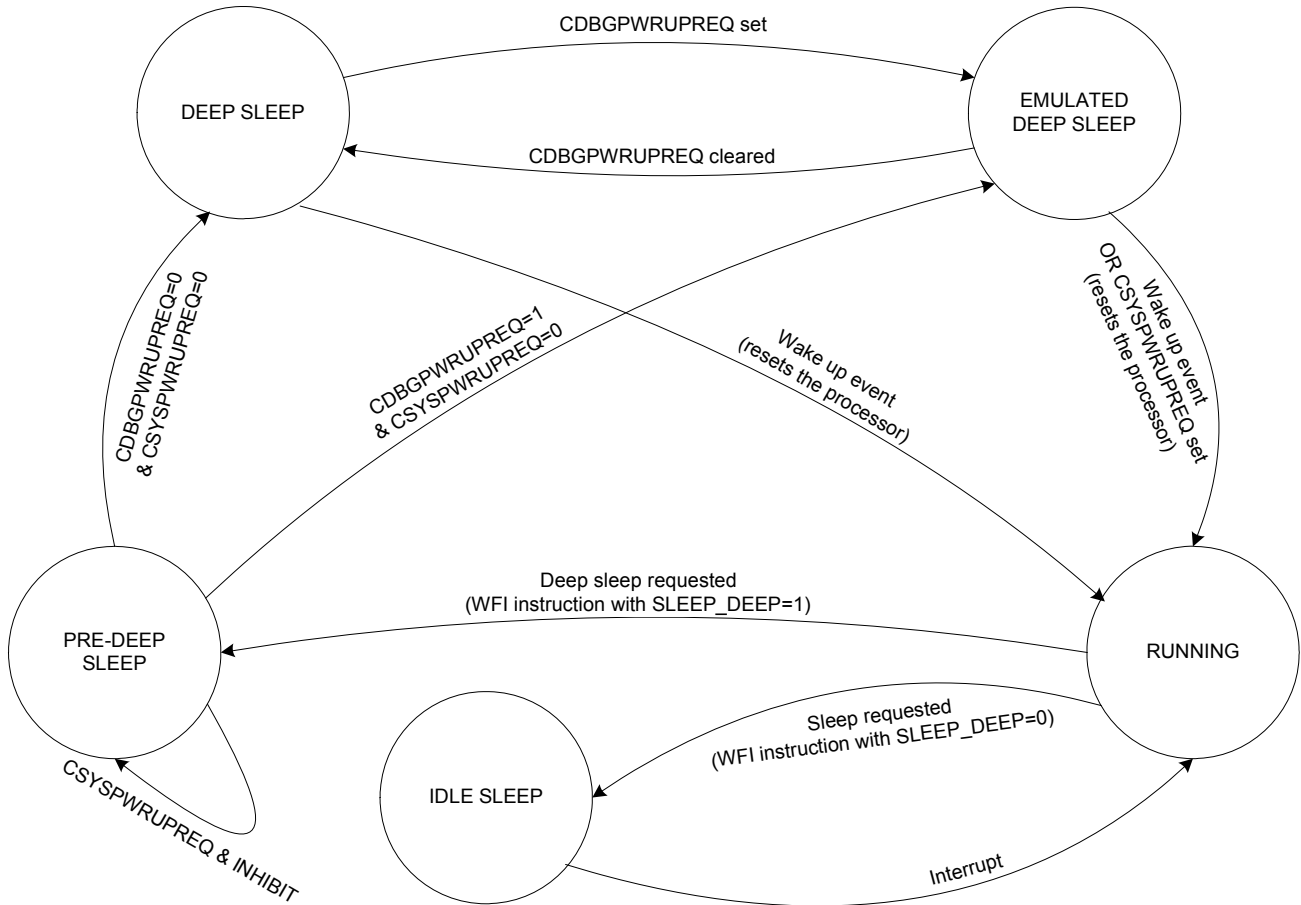 CDBGPWRUPREQ set
DEEP SLEEP
EMULATED
DEEP SLEEP
CDBGPWRUPREQ cleared
CDBGPWRUPREQ=0
& CSYSPWRUPREQ=0
CDBGPWRUPREQ=1
& CSYSPWRUPREQ=0
Wake up event
(resets the processor)
Wake up event
OR CSYSPWRUPREQ set
(resets the processor)
Deep sleep requested
(WFI instruction with SLEEP_DEEP=1)
PRE-DEEP
SLEEP
RUNNING
Sleep requested
(WFI instruction with SLEEP_DEEP=0)
IDLE SLEEP
CSYSPWRUPREQ & INHIBIT
Interrupt